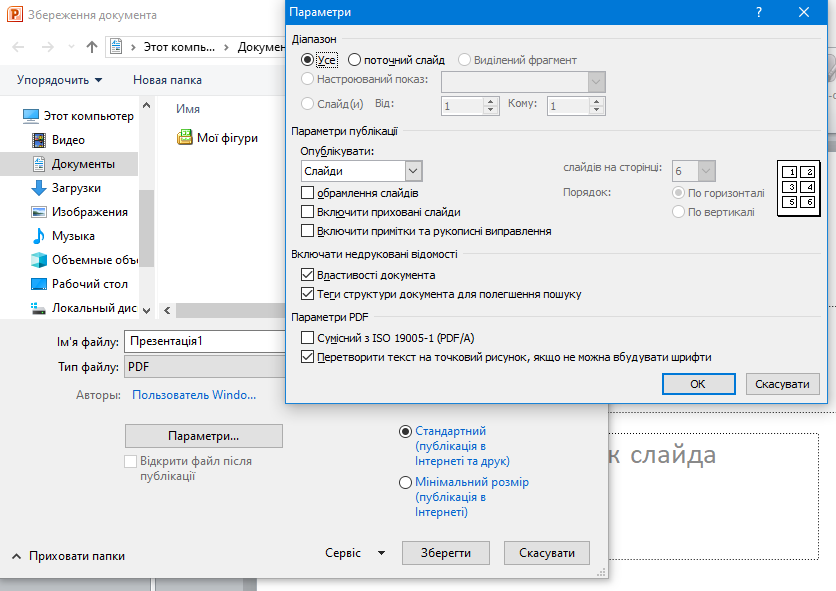 Збереження документа
Этот компь...
Докумен
Упорядочить
Новая папка
Этот компьютер
Видео
Документы
Загрузки
Изображения
Музыка
Объемные объ
Рабочий стол
Локальный дис
Имя
Мої фігури
Ім'я файлу:
Презентація1
Тип файлу:
PDF
Авторы:
Пользователь Windo...
Параметри...
Відкрити файл після
публікації
Стандартний
(публікація в
Інтернеті та друк)
Мінімальний розмір
(публікація в
Інтернеті)
Приховати папки
Сервіс
Зберегти
Скасувати
Параметри
?
Діапазон
Усе
поточний слайд
Виділений фрагмент
Настроюваний показ:
Слайд(и)
Від:
1
Кому:
1
Параметри публікації
Опублікувати:
Слайди
слайдів на сторінці:
6
обрамлення слайдів
Порядок:
По горизонталі
Включити приховані слайди
По вертикалі
Включити примітки та рукописні виправлення
1 2
3 4
5 6
Включати недруковані відомості
Властивості документа
Теги структури документа для полегшення пошуку
Параметри PDF
Сумісний з ISO 19005-1 (PDF/A)
Перетворити текст на точковий рисунок, якщо не можна вбудувати шрифти
OK
Скасувати
к слайда